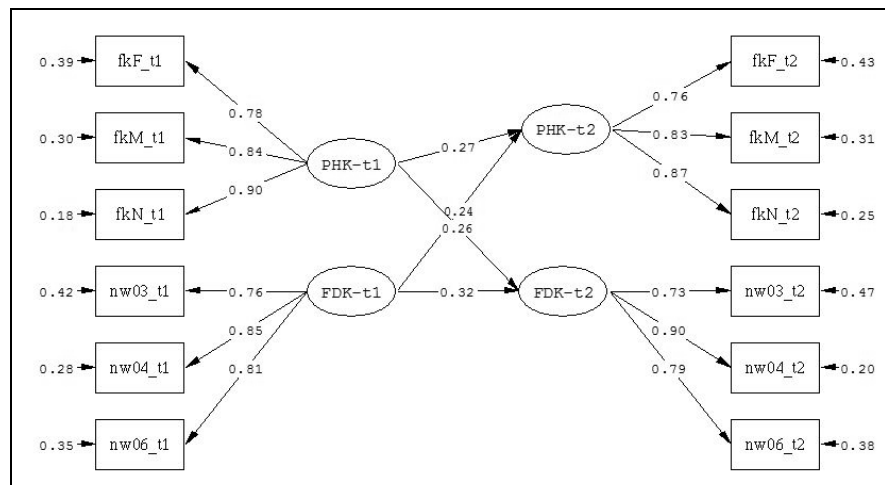 0.39 fkF_t1 fkF_t2 0.43
0.78 0.76
PHK-t2
0.30 fkM_t1 0.84 0.27 0.83 fkM_t2 0.31
PHK-t1
0.90 0.87
0.18 fkN_t1 0.24 fkN_t2 0.25
0.26
0.42 nw03_t1 0.76 FDK-t1 0.32 FDK-t2 0.73 nw03_t2 0.47
0.85 0.90
0.28 nw04_t1 0.81 0.79 nw04_t2 0.20
0.35 nw06_t1 nw06_t2 0.38